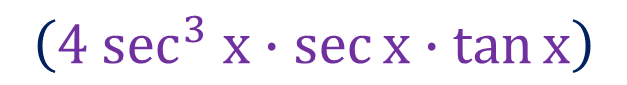 (4 sec³ x · sec x · tan x)